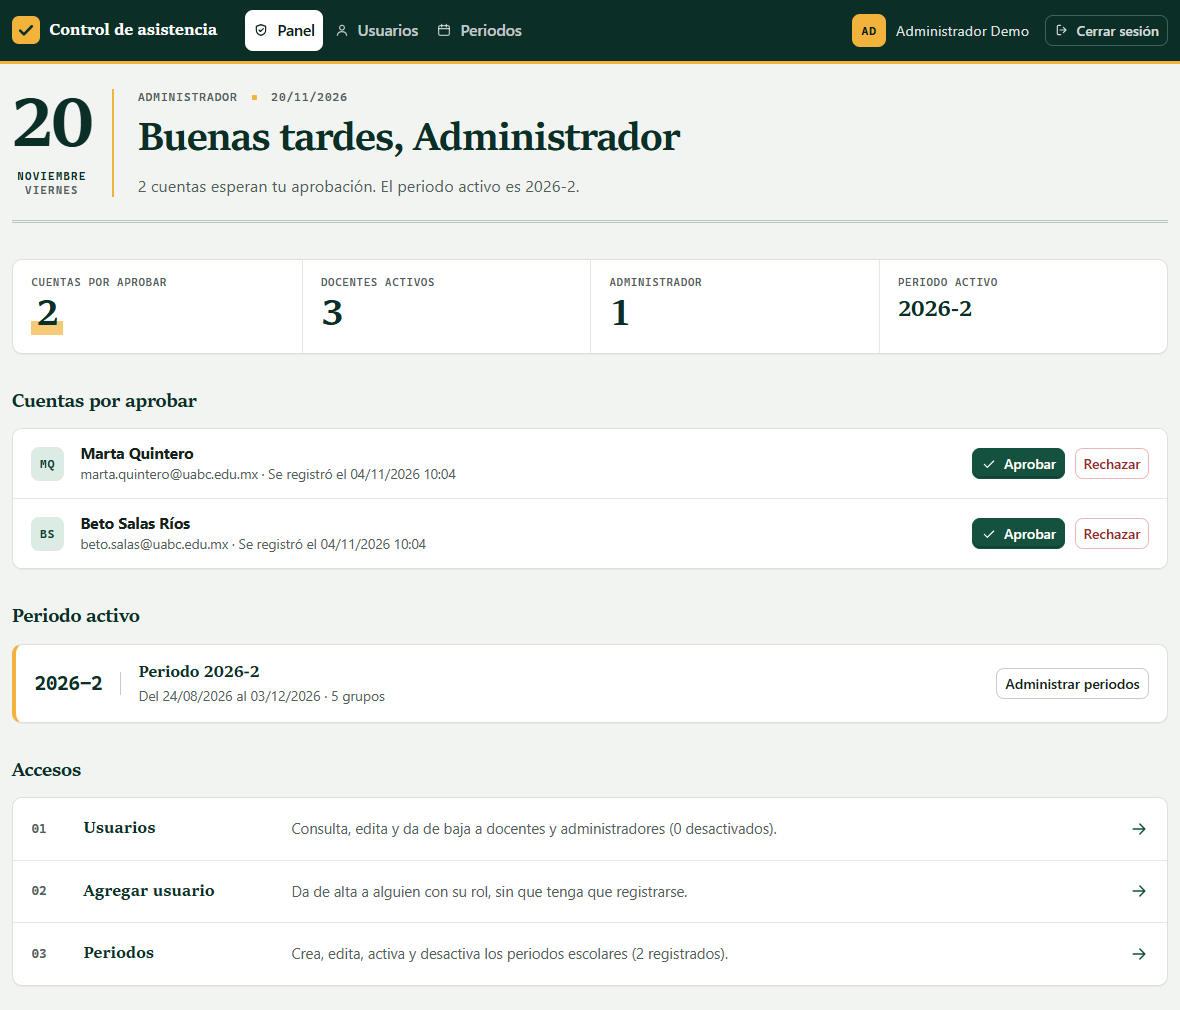 Control de asistencia
Panel
Usuarios
Periodos
AD
Administrador Demo
Cerrar sesión
20
NOVIEMBRE
VIERNES
ADMINISTRADOR
20/11/2026
Buenas tardes, Administrador
2 cuentas esperan tu aprobación. El periodo activo es 2026-2.
CUENTAS POR APROBAR
2
DOCENTES ACTIVOS
3
ADMINISTRADOR
1
PERIODO ACTIVO
2026-2
Cuentas por aprobar
MQ
Marta Quintero
marta.quintero@uabc.edu.mx · Se registró el 04/11/2026 10:04
Aprobar
Rechazar
BS
Beto Salas Ríos
beto.salas@uabc.edu.mx · Se registró el 04/11/2026 10:04
Aprobar
Rechazar
Periodo activo
2026-2
Periodo 2026-2
Del 24/08/2026 al 03/12/2026 · 5 grupos
Administrar periodos
Accesos
01 Usuarios Consulta, edita y da de baja a docentes y administradores (0 desactivados).
02 Agregar usuario Da de alta a alguien con su rol, sin que tenga que registrarse.
03 Periodos Crea, edita, activa y desactiva los periodos escolares (2 registrados).